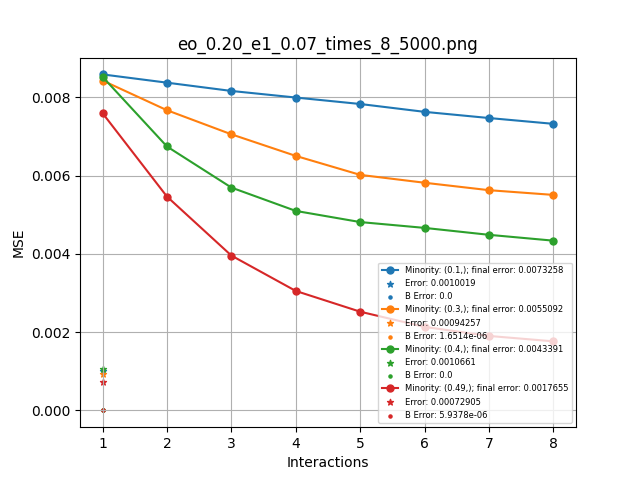 eo_0.20_e1_0.07_times_8_5000.png
MSE
0.008
0.006
0.004
0.002
0.000
Minority: (0.1,); final error: 0.0073258
Error: 0.0010019
B Error: 0.0
Minority: (0.3,); final error: 0.0055092
Error: 0.00094257
B Error: 1.6514e-06
Minority: (0.4,); final error: 0.0043391
Error: 0.0010661
B Error: 0.0
Minority: (0.49,); final error: 0.0017655
Error: 0.00072905
B Error: 5.9378e-06
1 2 3 4 5 6 7 8
Interactions